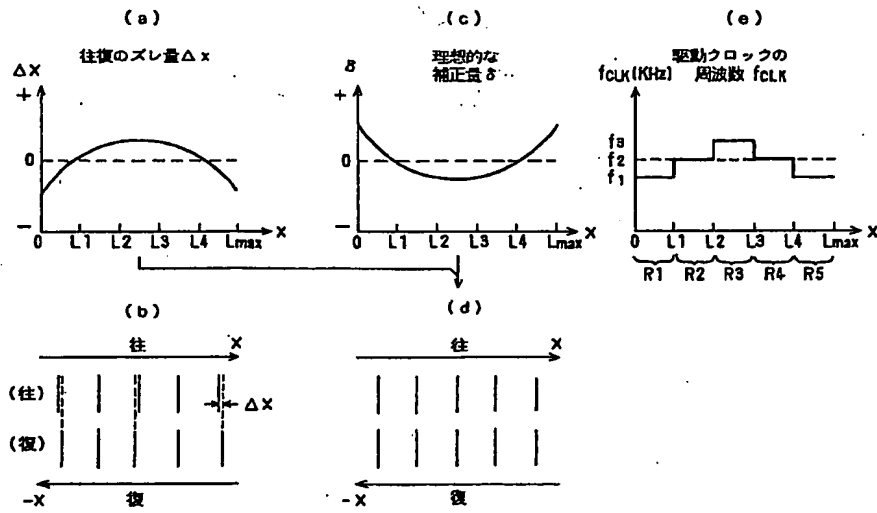 (a)
往復のズレ量Δx
ΔX
+
0
−
0 L1 L2 L3 L4 Lmax X
(c)
理想的な
補正量δ
δ
+
0
−
0 L1 L2 L3 L4 Lmax X
(e)
駆動クロックの
周波数 fCLK
fCLK(KHz)
f3
f2
f1
0 L1 L2 L3 L4 Lmax X
R1 R2 R3 R4 R5
(b)
往 X
(往)
ΔX
(復)
-X 復
(d)
往 X
-X 復